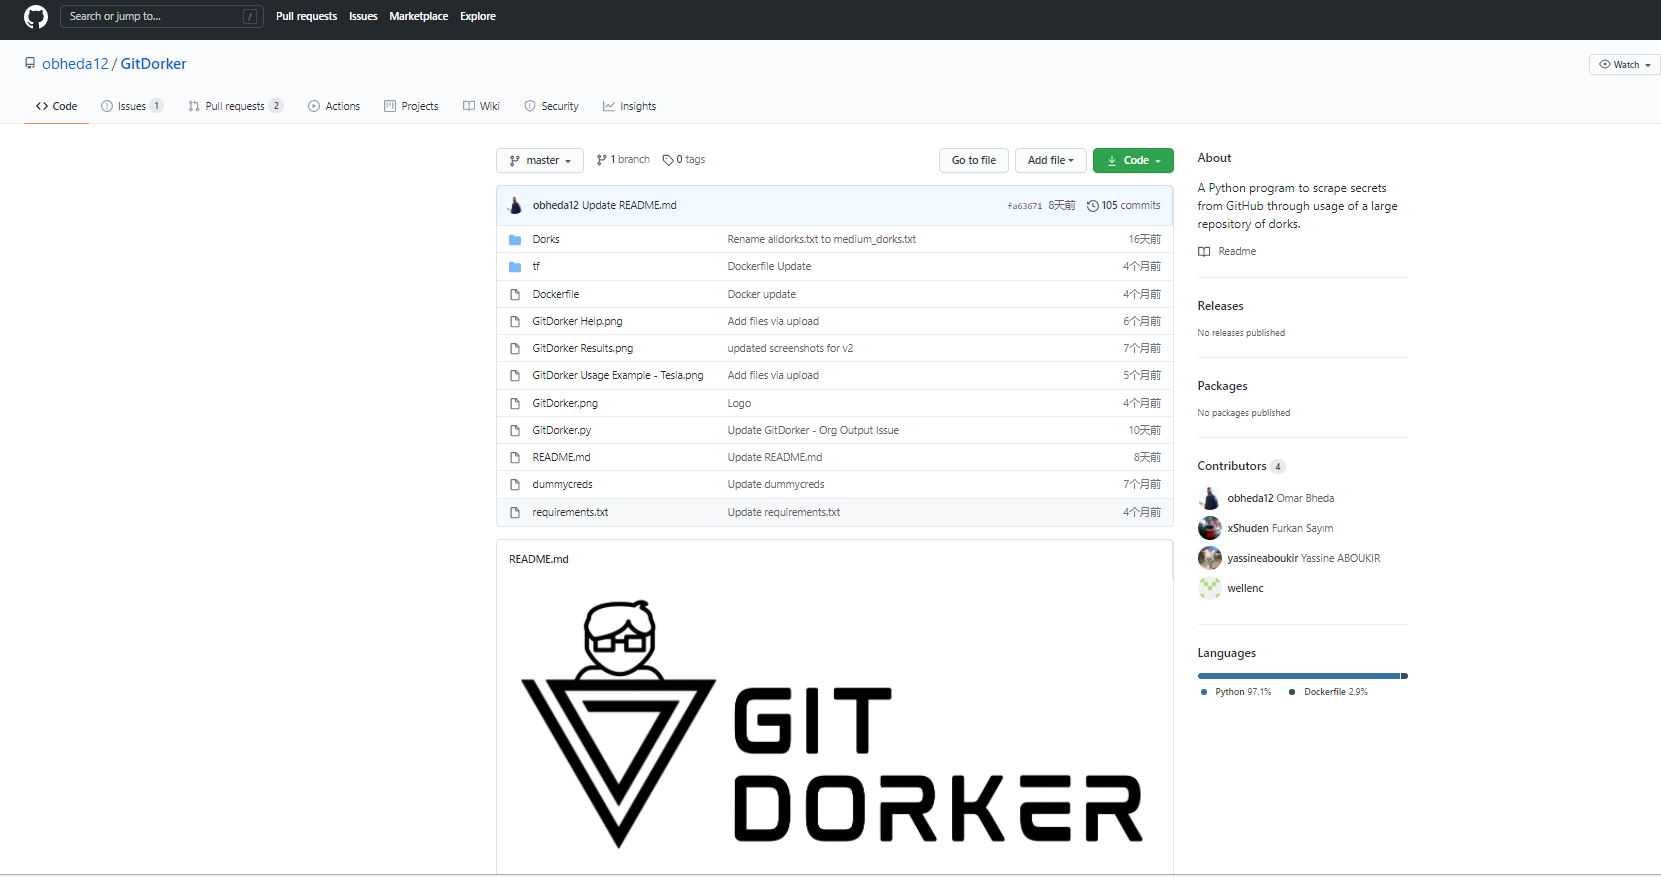 Search or jump to... /
Pull requests Issues Marketplace Explore
obheda12 / GitDorker
Watch
Code Issues 1 Pull requests 2 Actions Projects Wiki Security Insights
master 1 branch 0 tags Go to file Add file Code
obheda12 Update README.md fa63671 8天前 105 commits
Dorks Rename alldorks.txt to medium_dorks.txt 16天前
tf Dockerfile Update 4个月前
Dockerfile Docker update 4个月前
GitDorker Help.png Add files via upload 6个月前
GitDorker Results.png updated screenshots for v2 7个月前
GitDorker Usage Example - Tesla.png Add files via upload 5个月前
GitDorker.png Logo 4个月前
GitDorker.py Update GitDorker - Org Output Issue 10天前
README.md Update README.md 8天前
dummycreds Update dummycreds 7个月前
requirements.txt Update requirements.txt 4个月前
README.md
GIT
DORKER
About
A Python program to scrape secrets
from GitHub through usage of a large
repository of dorks.
Readme
Releases
No releases published
Packages
No packages published
Contributors 4
obheda12 Omar Bheda
xShuden Furkan Sayım
yassineaboukir Yassine ABOUKIR
wellenc
Languages
Python 97.1% Dockerfile 2.9%